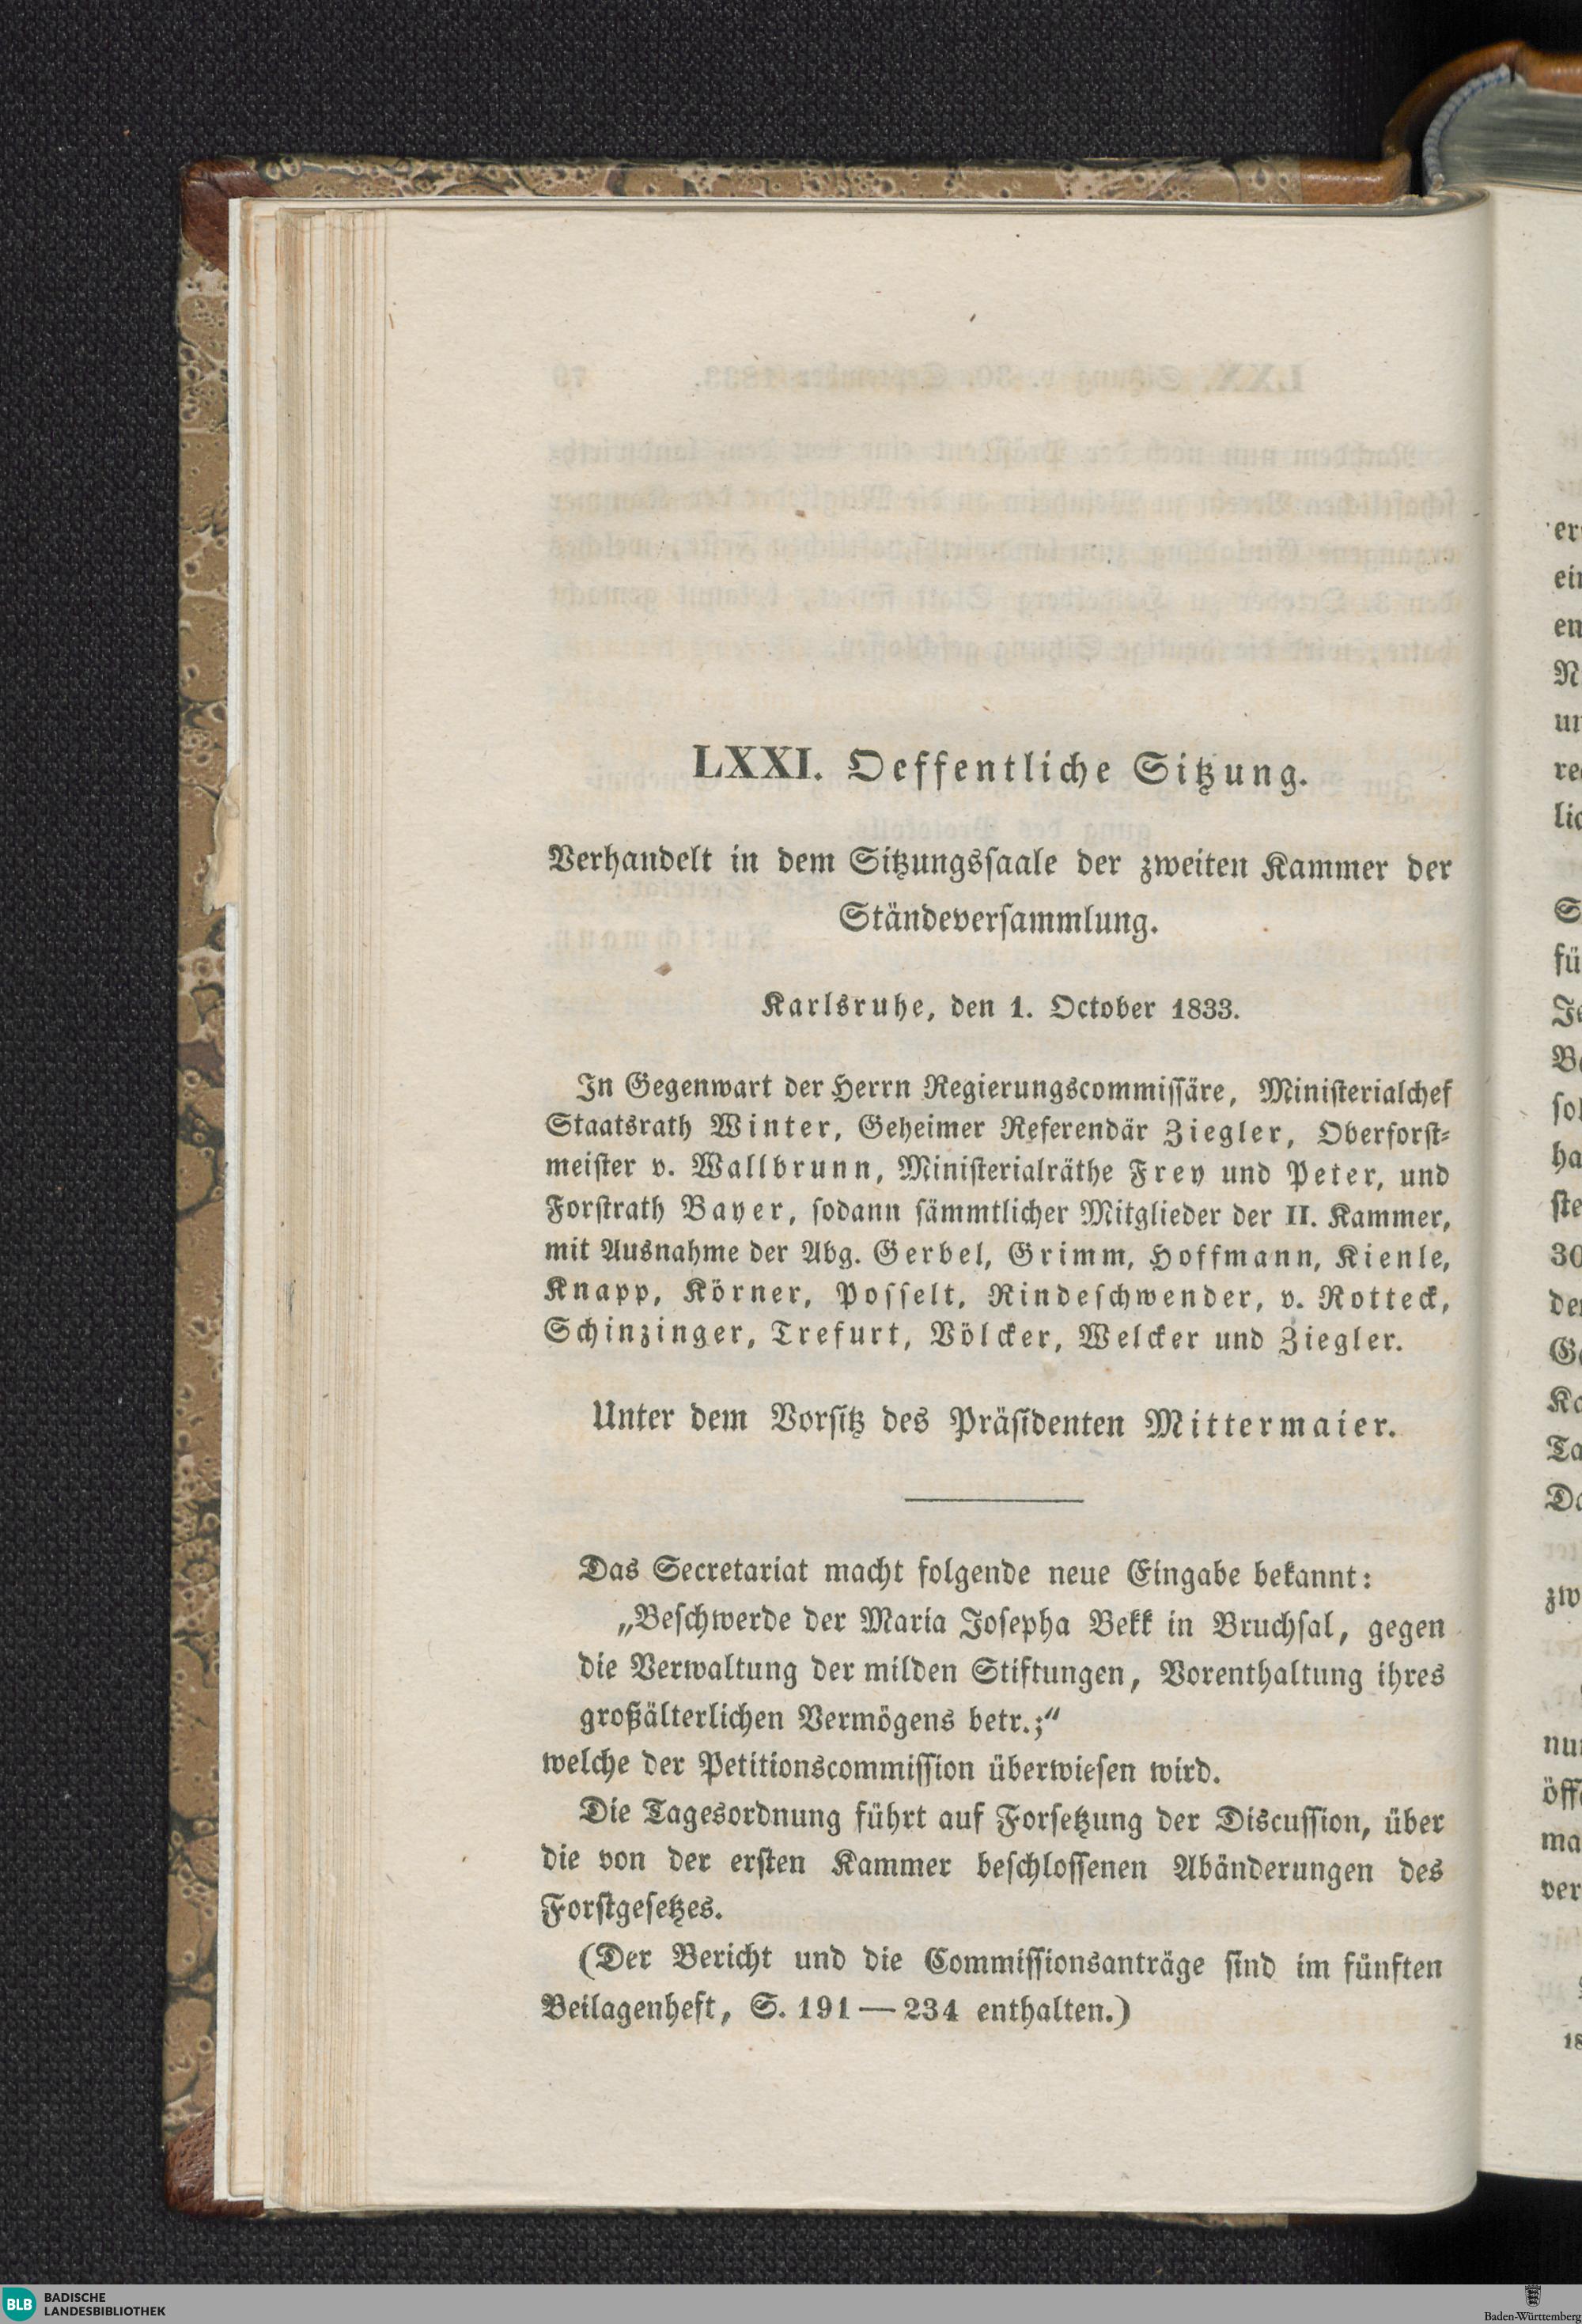 LXXI. Oeffentliche Sitzung.
Verhandelt in dem Sitzungsſaale der zweiten Kammer der
Ständeverſammlung.
Karlsruhe, den 1. October 1833.
In Gegenwart der Herrn Regierungscommiſſäre, Miniſterialchef
Staatsrath Winter, Geheimer Referendär Ziegler, Oberforſt-
meiſter v. Wallbrunn, Miniſterialräthe Frey und Peter, und
Forſtrath Bayer, ſodann ſämmtlicher Mitglieder der II. Kammer,
mit Ausnahme der Abg. Gerbel, Grimm, Hoffmann, Kienle,
Knapp, Körner, Poſſelt, Rindeſchwender, v. Rotteck,
Schinzinger, Trefurt, Völcker, Welcker und Ziegler.
Unter dem Vorſitz des Präſidenten Mittermaier.
Das Secretariat macht folgende neue Eingabe bekannt:
„Beſchwerde der Maria Joſepha Bekk in Bruchſal, gegen
die Verwaltung der milden Stiftungen, Vorenthaltung ihres
großälterlichen Vermögens betr.;“
welche der Petitionscommiſſion überwieſen wird.
Die Tagesordnung führt auf Forſetzung der Discuſſion, über
die von der erſten Kammer beſchloſſenen Abänderungen des
Forſtgeſetzes.
(Der Bericht und die Commiſſionsanträge ſind im fünften
Beilagenheft, S. 191—234 enthalten.)
BLB BADISCHE
LANDESBIBLIOTHEK
Baden-Württemberg